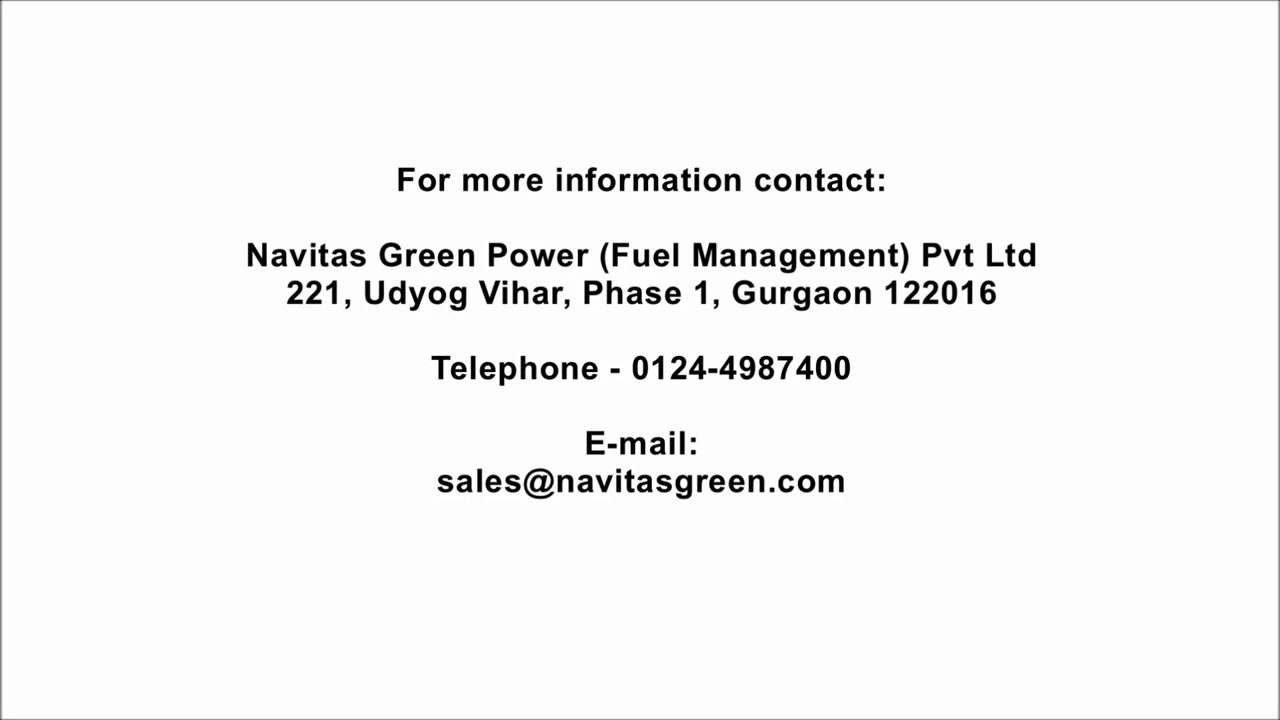 For more information contact:
Navitas Green Power (Fuel Management) Pvt Ltd
221, Udyog Vihar, Phase 1, Gurgaon 122016
Telephone - 0124-4987400
E-mail:
sales@navitasgreen.com